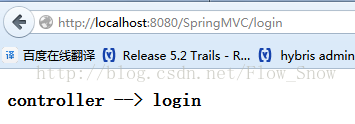 http://localhost:8080/SpringMVC/login
译 百度在线翻译 Release 5.2 Trails - R... hybris admin
http://blog.csdn.net/Flow_Snow
controller --> login